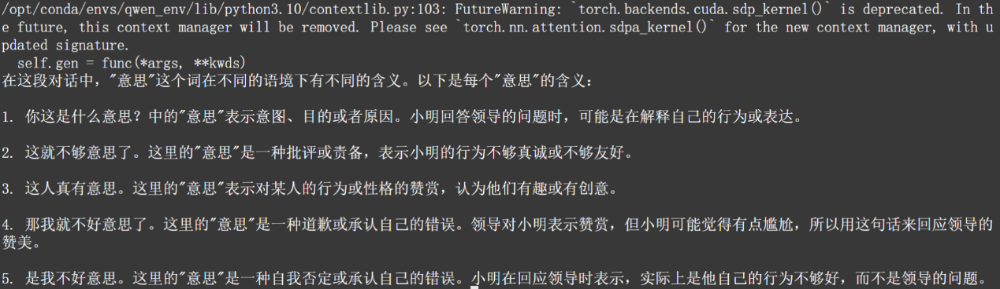 /opt/conda/envs/qwen_env/lib/python3.10/contextlib.py:103: FutureWarning: `torch.backends.cuda.sdp_kernel()` is deprecated. In th
e future, this context manager will be removed. Please see `torch.nn.attention.sdpa_kernel()` for the new context manager, with u
pdated signature.
  self.gen = func(*args, **kwds)
在这段对话中，"意思"这个词在不同的语境下有不同的含义。以下是每个"意思"的含义：
1. 你这是什么意思？中的"意思"表示意图、目的或者原因。小明回答领导的问题时，可能是在解释自己的行为或表达。
2. 这就不够意思了。这里的"意思"是一种批评或责备，表示小明的行为不够真诚或不够友好。
3. 这人真有意思。这里的"意思"表示对某人的行为或性格的赞赏，认为他们有趣或有创意。
4. 那我就不好意思了。这里的"意思"是一种道歉或承认自己的错误。领导对小明表示赞赏，但小明可能觉得有点尴尬，所以用这句话来回应领导的
赞美。
5. 是我不好意思。这里的"意思"是一种自我否定或承认自己的错误。小明在回应领导时表示，实际上是他自己的行为不够好，而不是领导的问题。